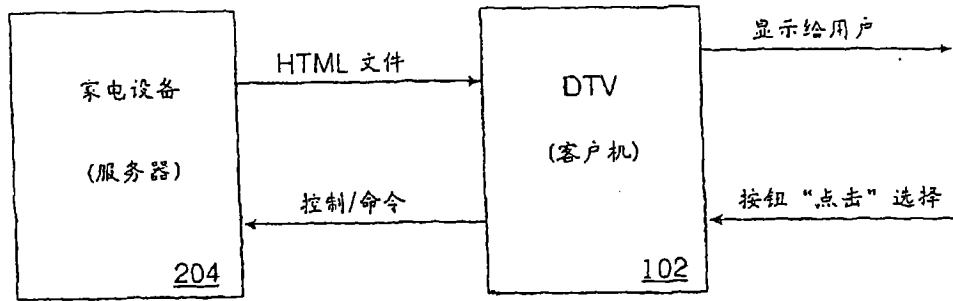 家电设备
(服务器)
204
HTML 文件
控制/命令
DTV
(客户机)
102
显示给用户
按钮“点击”选择